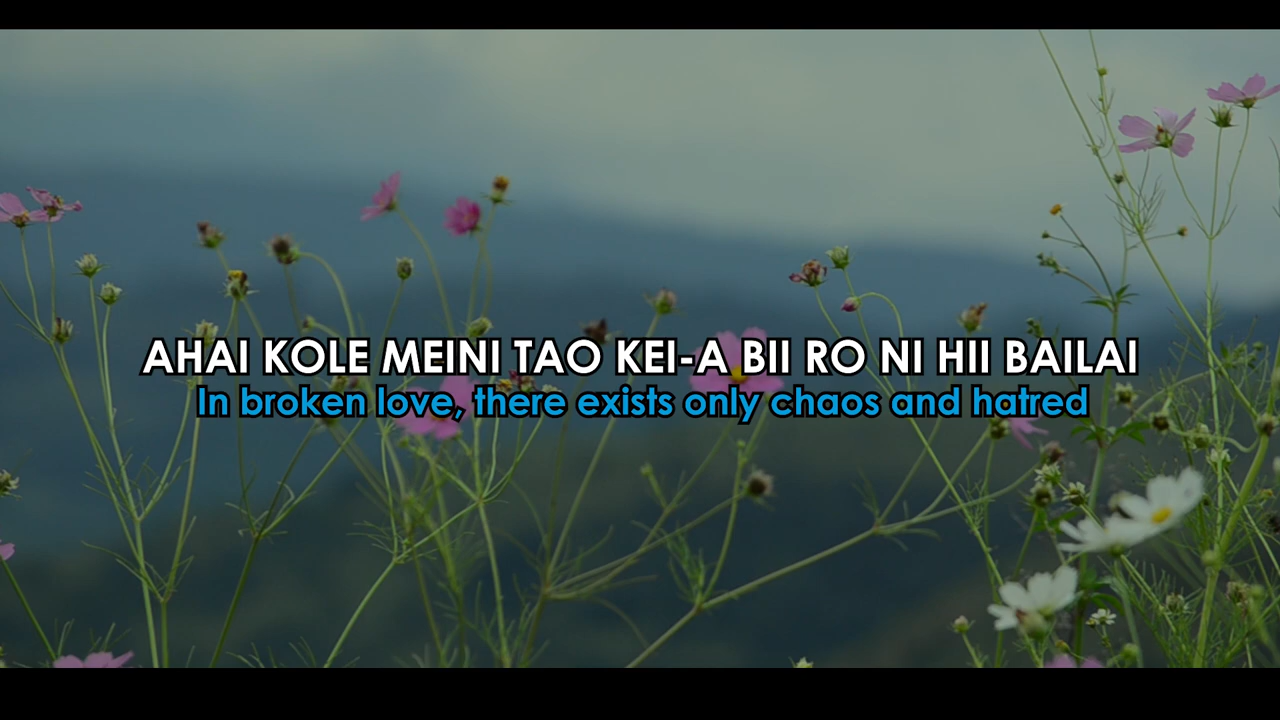 AHAI KOLE MEINI TAO KEI-A BII RO NI HII BAILAI
In broken love, there exists only chaos and hatred